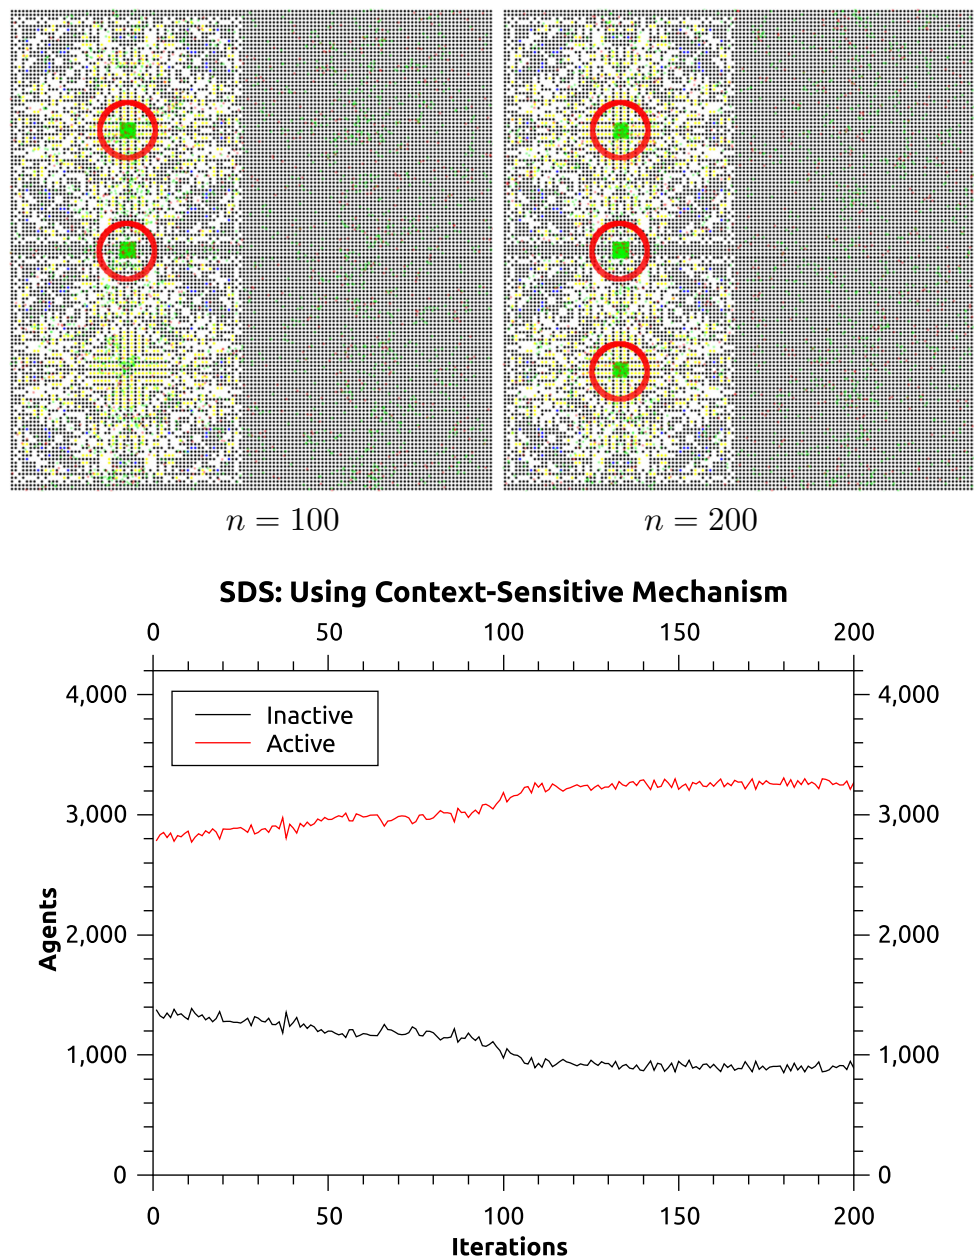 n = 100 n = 200
SDS: Using Context-Sensitive Mechanism
0 50 100 150 200
4,000 4,000
Inactive
Active
3,000 3,000
Agents
2,000 2,000
1,000 1,000
0 0
0 50 100 150 200
Iterations